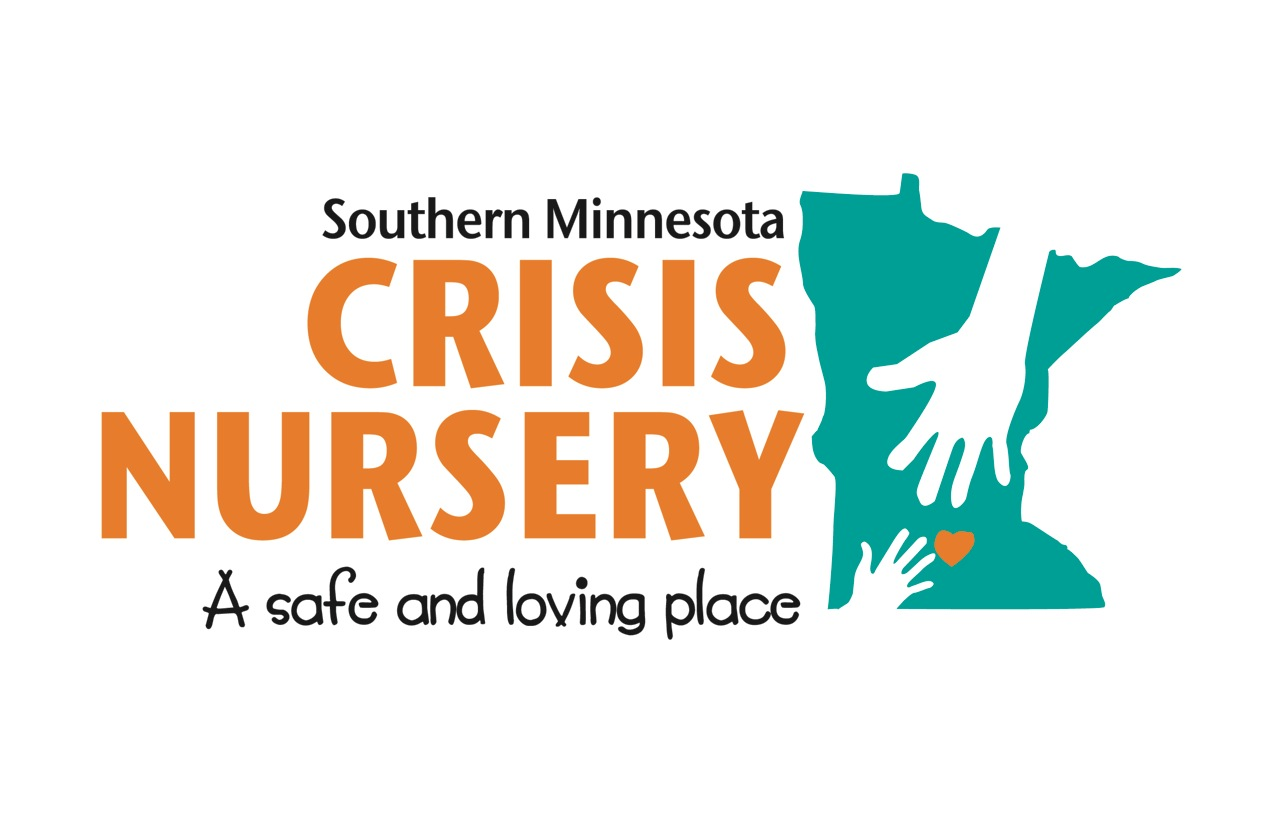 Southern Minnesota
CRISIS
NURSERY
A safe and loving place